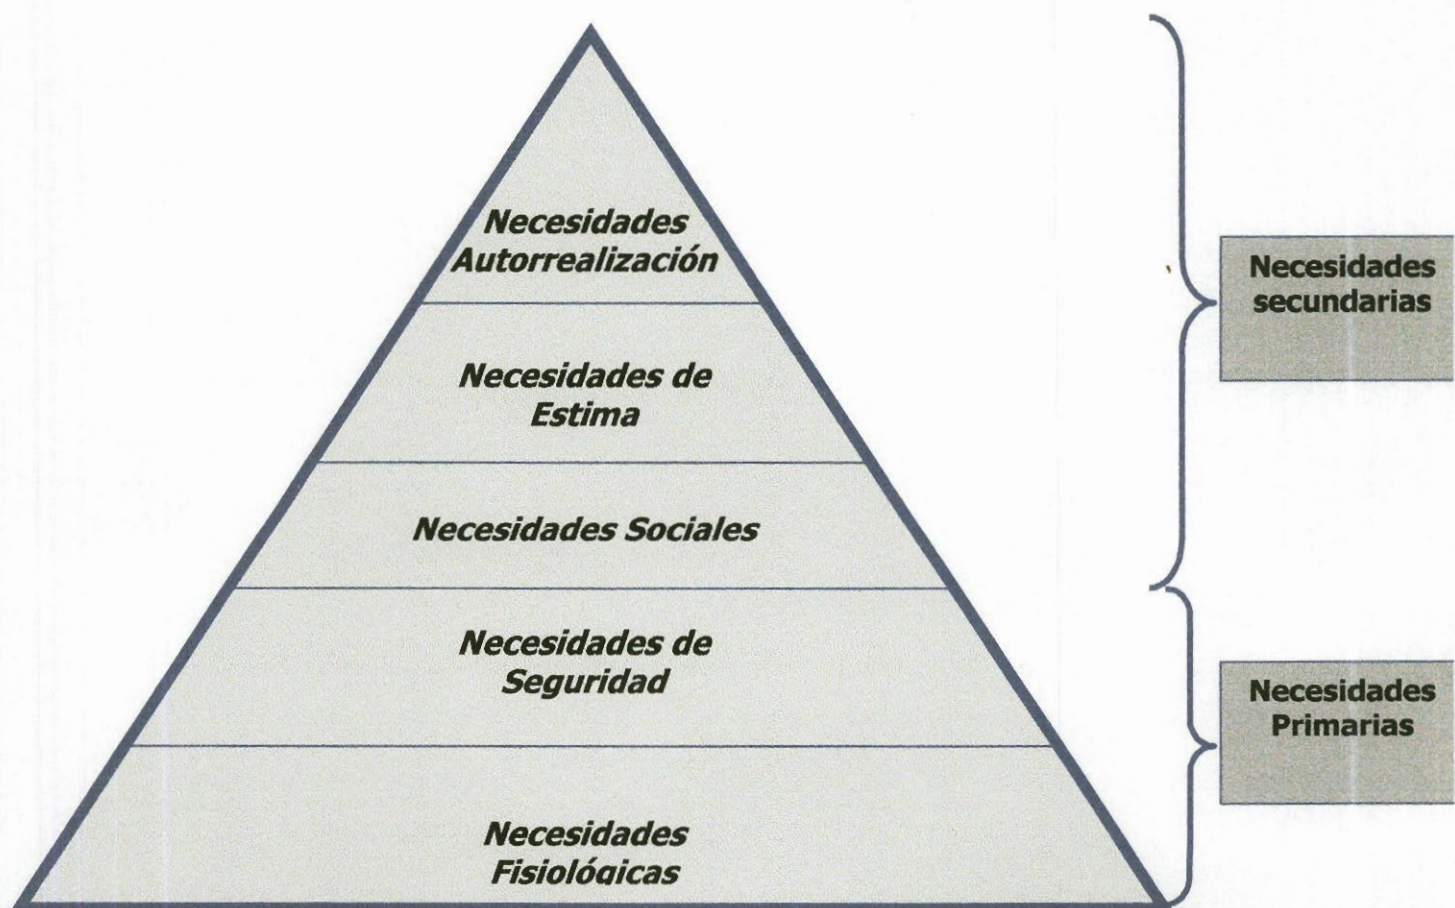 Necesidades
Autorrealización
Necesidades de
Estima
Necesidades Sociales
Necesidades de
Seguridad
Necesidades
Fisiológicas
Necesidades
secundarias
Necesidades
Primarias